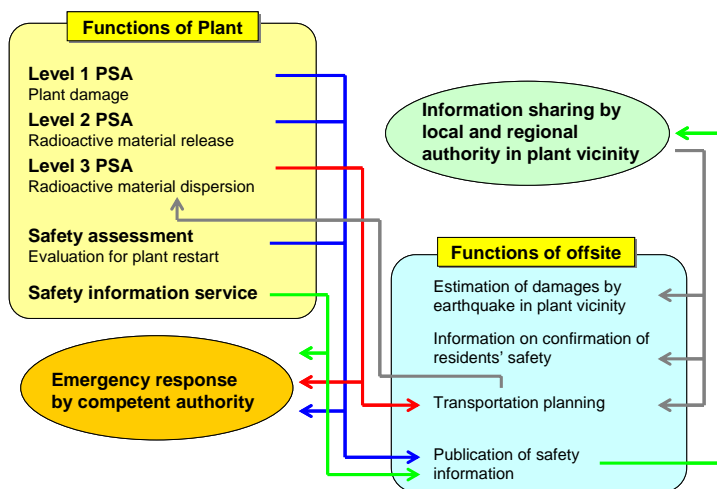 Functions of Plant
Level 1 PSA
Plant damage
Level 2 PSA
Radioactive material release
Level 3 PSA
Radioactive material dispersion
Safety assessment
Evaluation for plant restart
Safety information service
Information sharing by
local and regional
authority in plant vicinity
Functions of offsite
Estimation of damages by
earthquake in plant vicinity
Information on confirmation of
residents’ safety
Transportation planning
Publication of safety
information
Emergency response
by competent authority